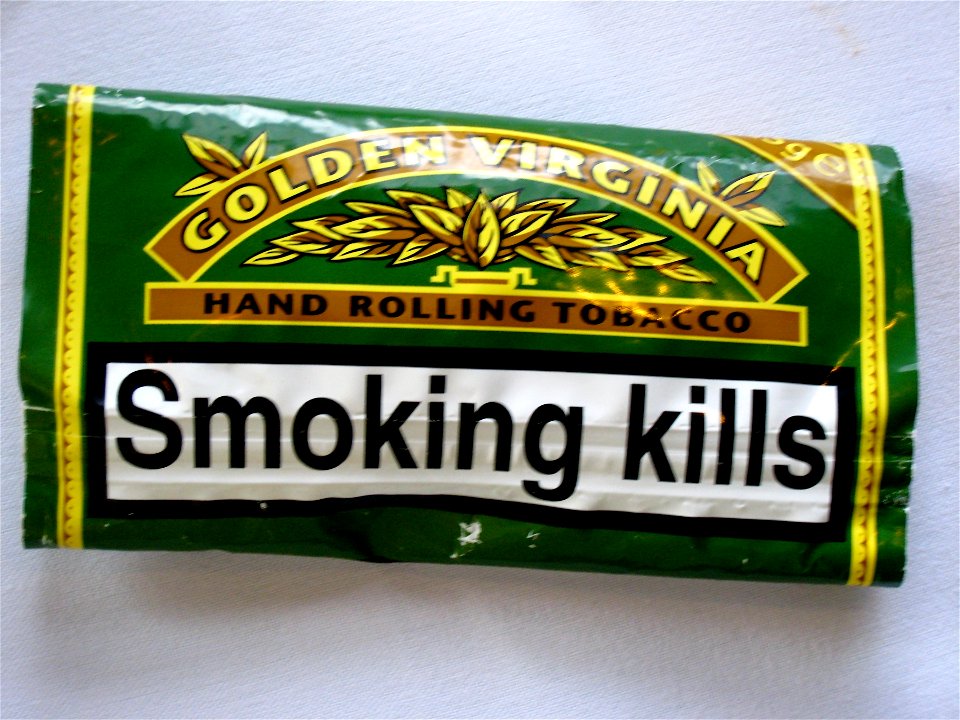 GOLDEN VIRGINIA
HAND ROLLING TOBACCO
Smoking kills